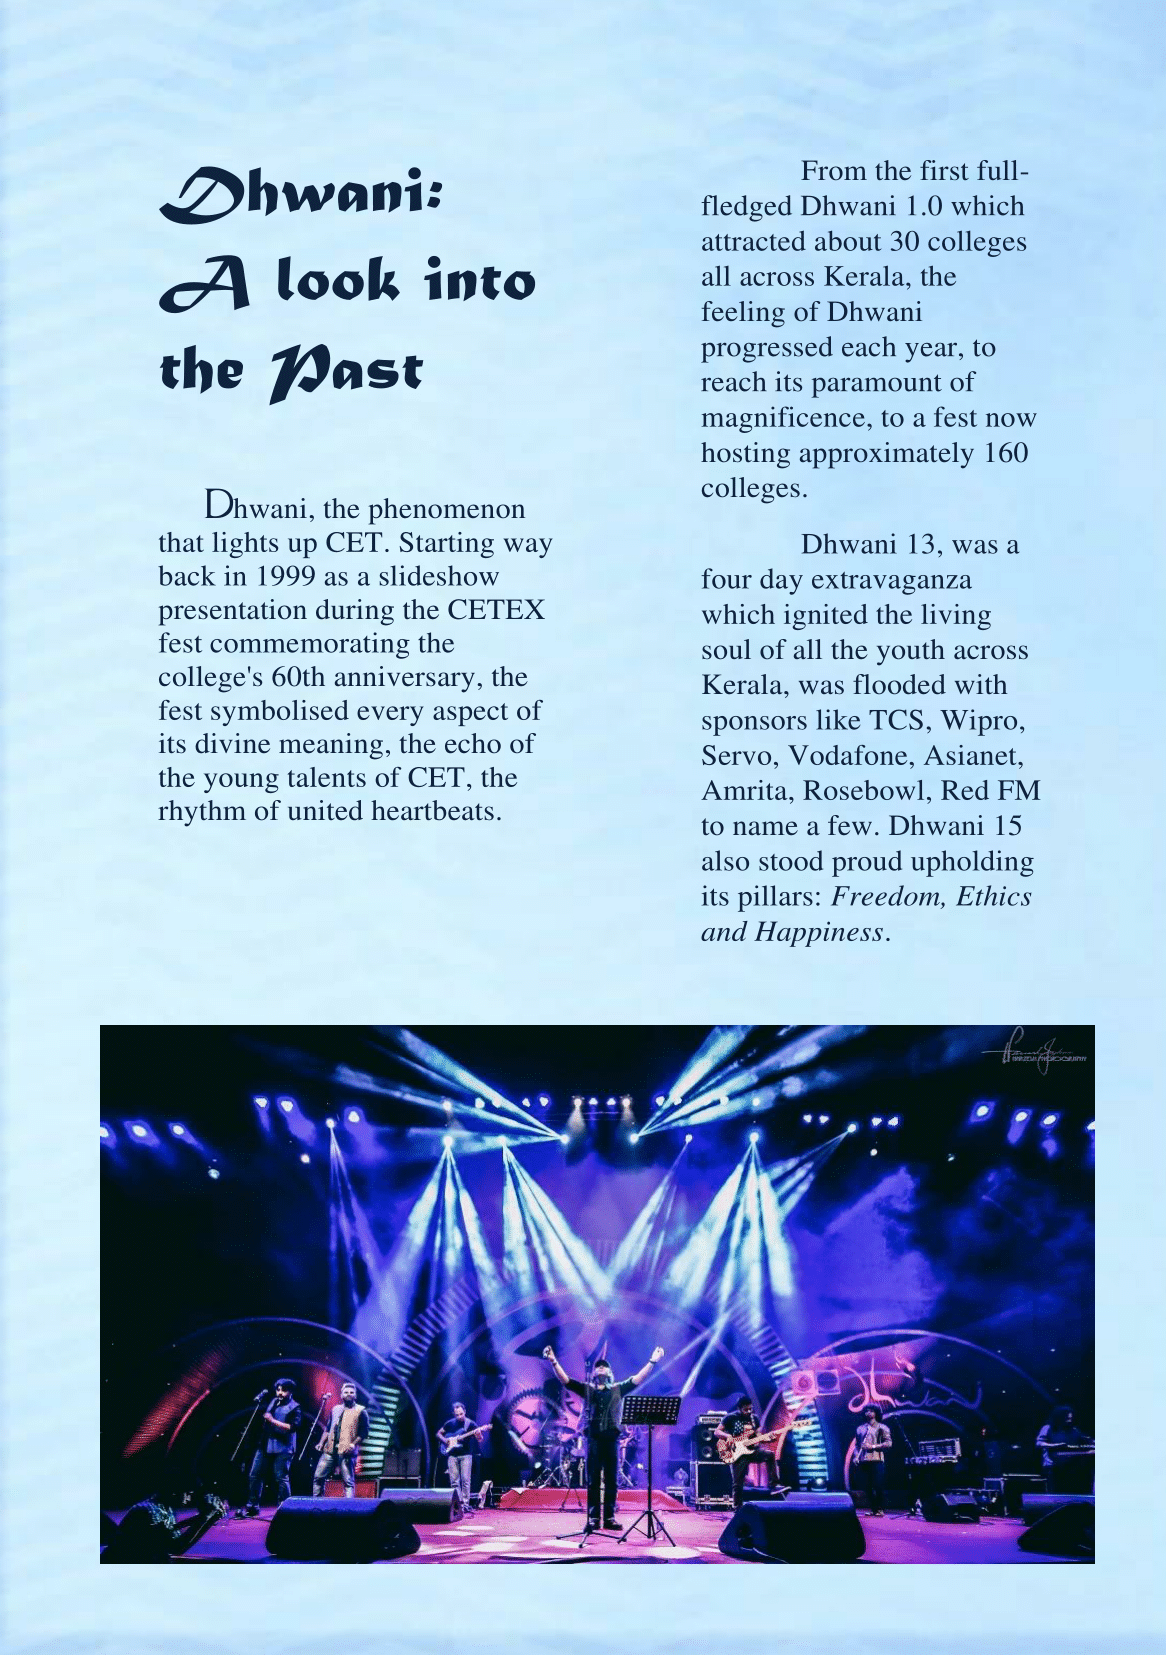 Dhwani:
A look into
the Past
Dhwani, the phenomenon
that lights up CET. Starting way
back in 1999 as a slideshow
presentation during the CETEX
fest commemorating the
college's 60th anniversary, the
fest symbolised every aspect of
its divine meaning, the echo of
the young talents of CET, the
rhythm of united heartbeats.
From the first full-
fledged Dhwani 1.0 which
attracted about 30 colleges
all across Kerala, the
feeling of Dhwani
progressed each year, to
reach its paramount of
magnificence, to a fest now
hosting approximately 160
colleges.
Dhwani 13, was a
four day extravaganza
which ignited the living
soul of all the youth across
Kerala, was flooded with
sponsors like TCS, Wipro,
Servo, Vodafone, Asianet,
Amrita, Rosebowl, Red FM
to name a few. Dhwani 15
also stood proud upholding
its pillars: Freedom, Ethics
and Happiness.
PHOTOGRAPHY